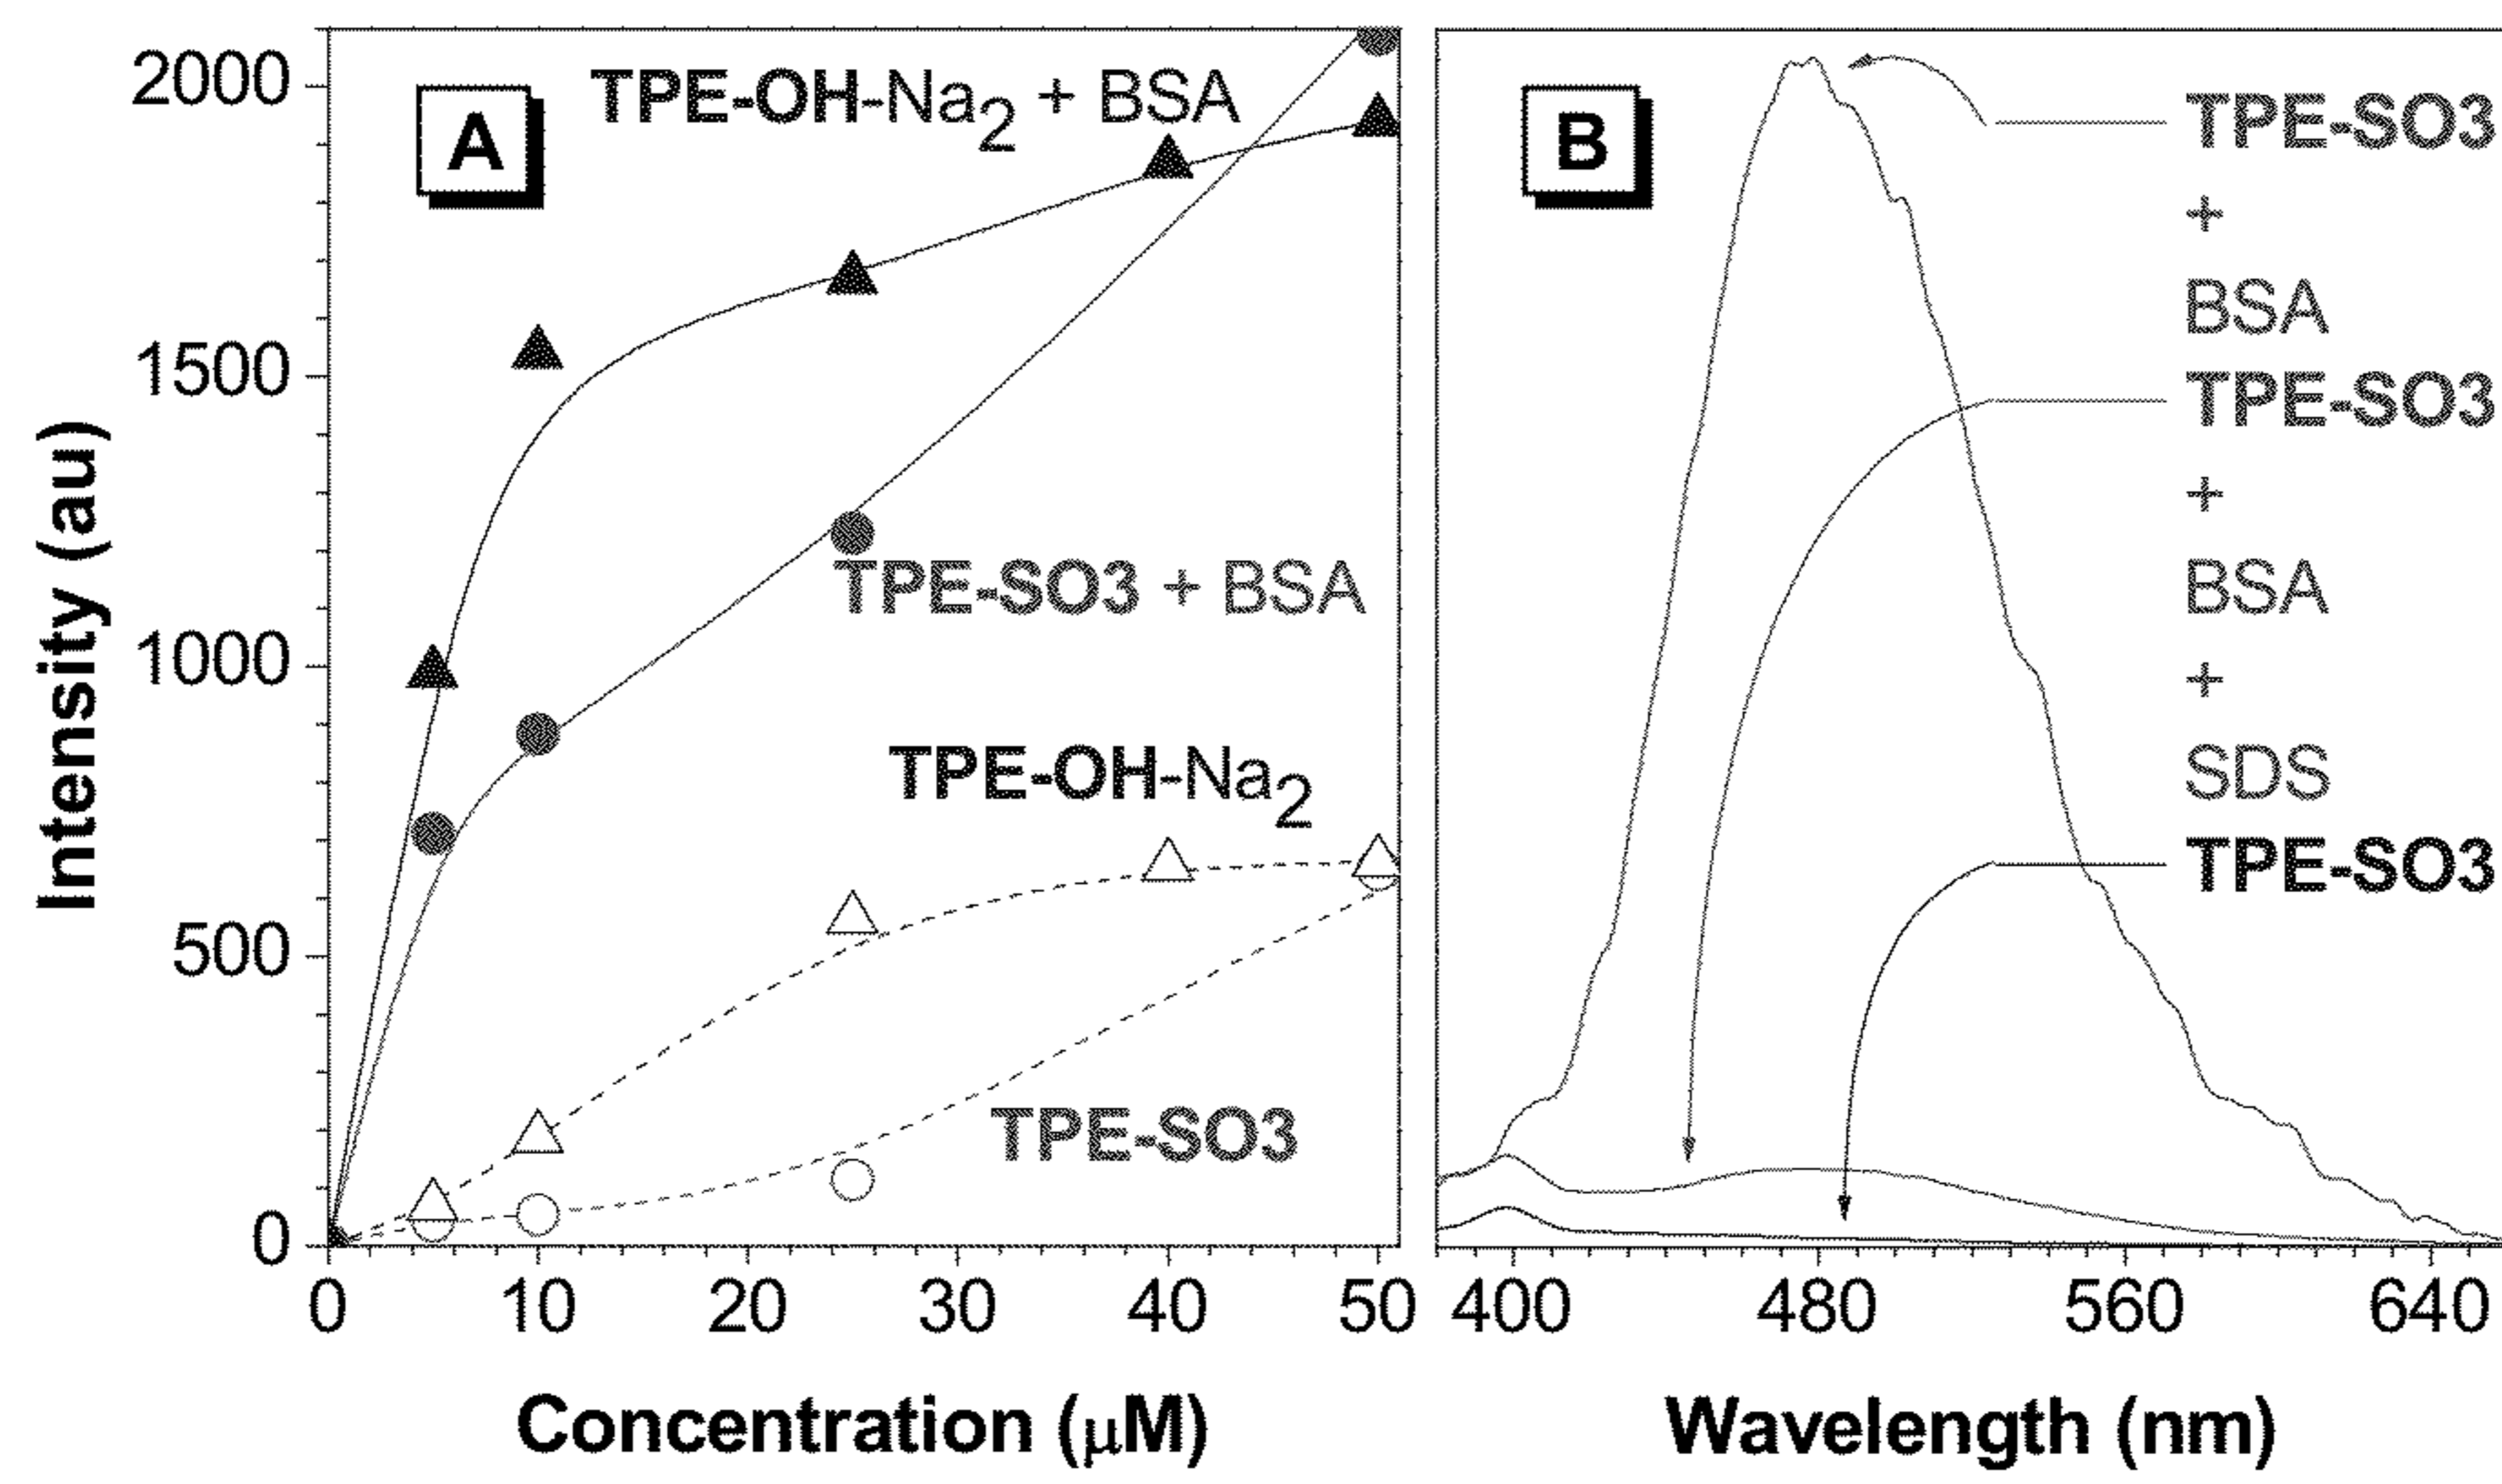 A
TPE-OH-Na2 + BSA
TPE-SO3 + BSA
TPE-OH-Na2
TPE-SO3
2000
1500
1000
500
0
Intensity (au)
0 10 20 30 40 50
Concentration (μM)
B
TPE-SO3
+
BSA
TPE-SO3
+
BSA
+
SDS
TPE-SO3
400 480 560 640
Wavelength (nm)